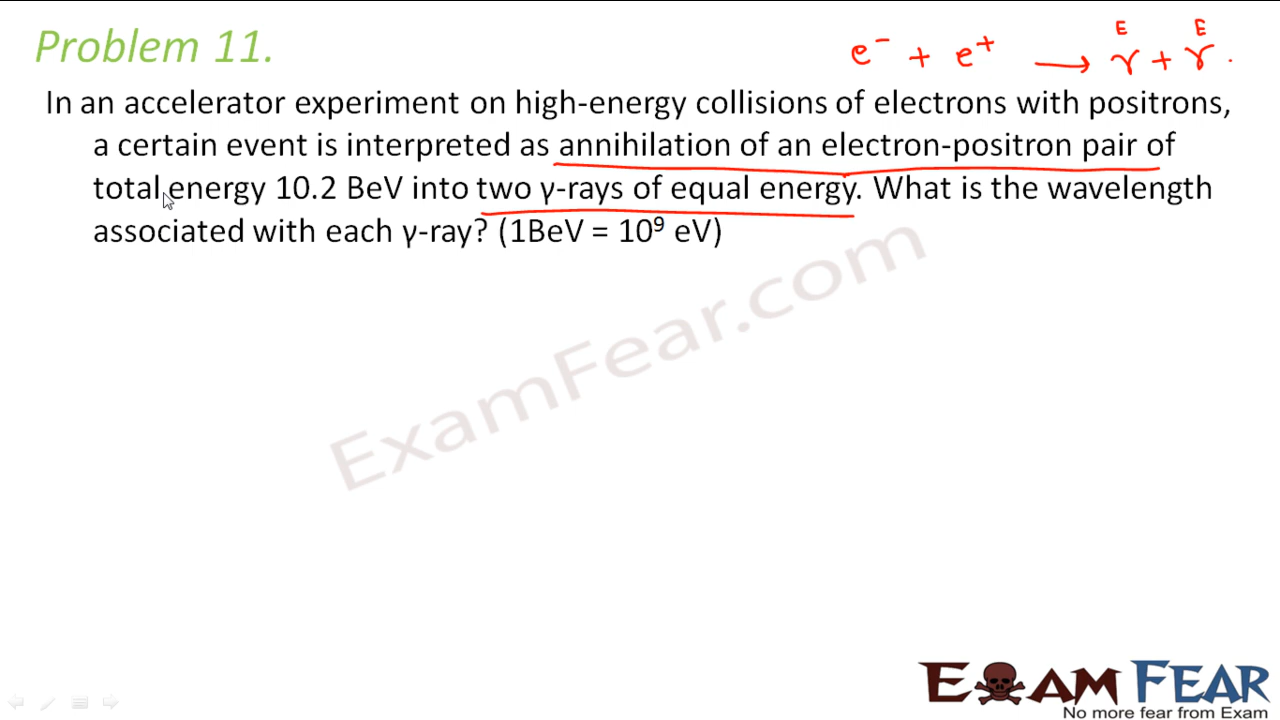 Problem 11.
e⁻ + e⁺ → γ + γ.
E E
In an accelerator experiment on high-energy collisions of electrons with positrons,
a certain event is interpreted as annihilation of an electron-positron pair of
total energy 10.2 BeV into two γ-rays of equal energy. What is the wavelength
associated with each γ-ray? (1BeV = 10⁹ eV)
ExamFear.com
EXAM FEAR
No more fear from Exam